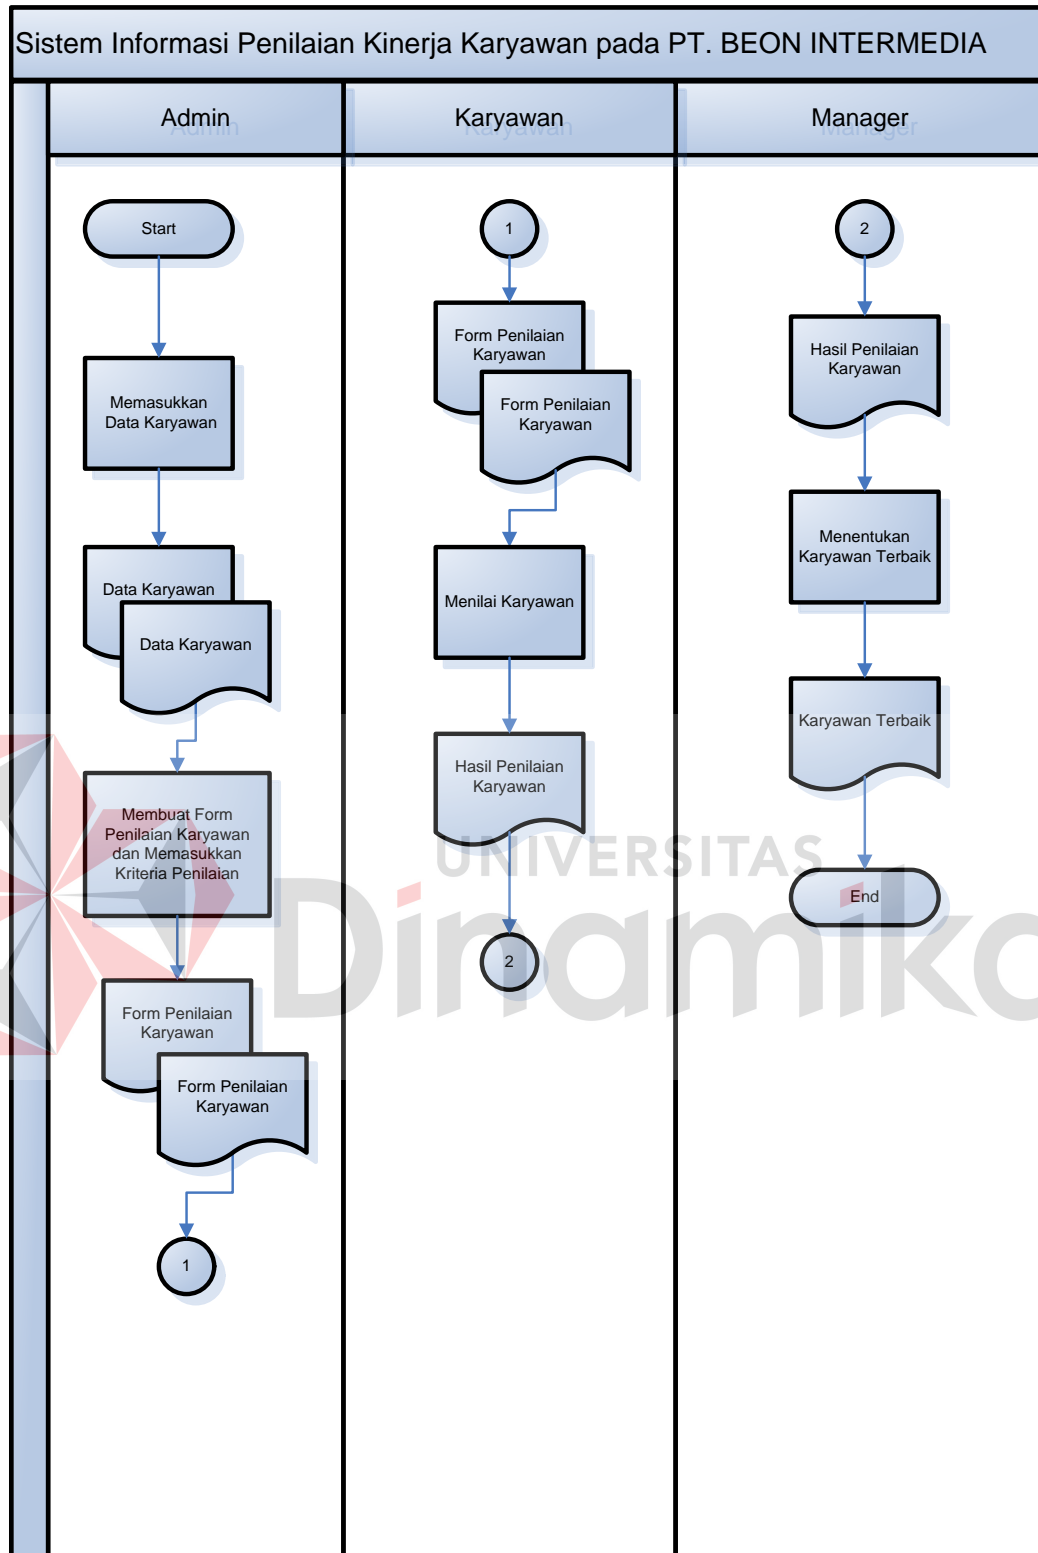 Sistem Informasi Penilaian Kinerja Karyawan pada PT. BEON INTERMEDIA
Admin
Karyawan
Manager
Start
Memasukkan
Data Karyawan
Data Karyawan
Data Karyawan
Membuat Form
Penilaian Karyawan
dan Memasukkan
Kriteria Penilaian
Form Penilaian
Karyawan
Form Penilaian
Karyawan
1
1
Form Penilaian
Karyawan
Form Penilaian
Karyawan
Menilai Karyawan
Hasil Penilaian
Karyawan
2
2
Hasil Penilaian
Karyawan
Menentukan
Karyawan Terbaik
Karyawan Terbaik
End
UNIVERSITAS
Dinamika